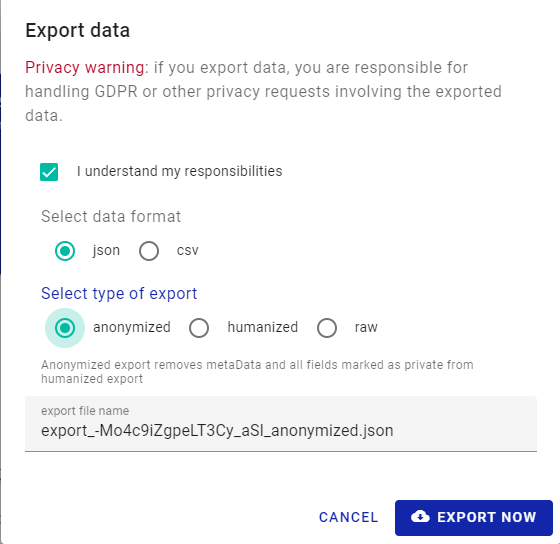 Export data
Privacy warning: if you export data, you are responsible for
handling GDPR or other privacy requests involving the exported
data.
I understand my responsibilities
Select data format
json csv
Select type of export
anonymized humanized raw
Anonymized export removes metaData and all fields marked as private from
humanized export
export file name
export_-Mo4c9iZgpeLT3Cy_aSl_anonymized.json
CANCEL EXPORT NOW